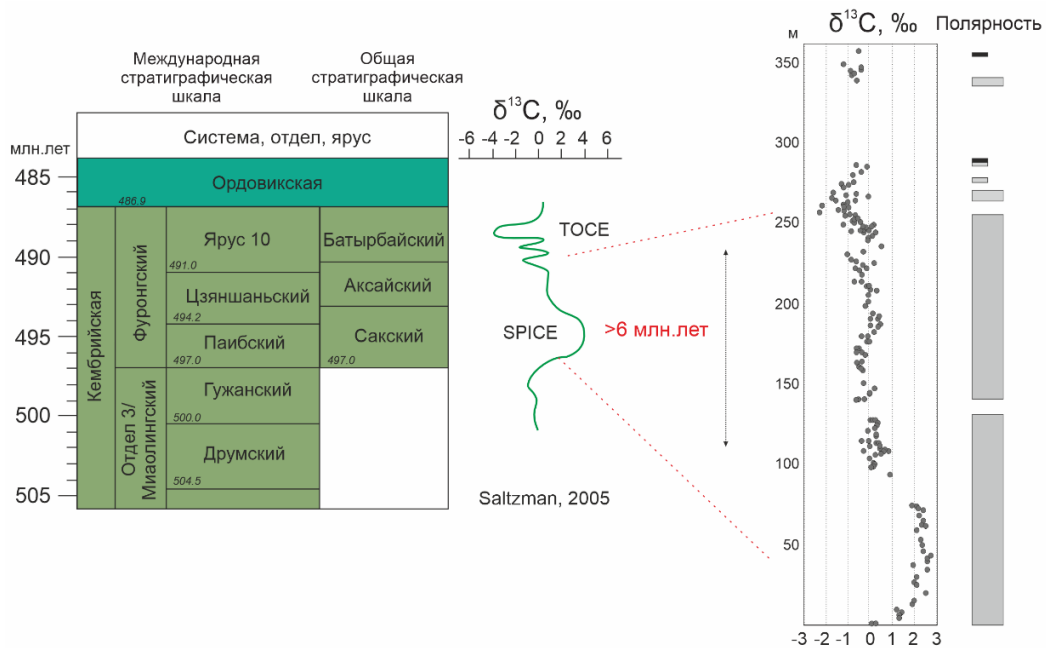 Международная
стратиграфическая
шкала
Общая
стратиграфическая
шкала
млн.лет
Система, отдел, ярус
485
490
495
500
505
Ордовикская
486.9
Кембрийская
Фуронгский
Отдел 3/
Миаолингский
Ярус 10
491.0
Цзяншаньский
494.2
Паибский
497.0
Гужанский
500.0
Друмский
504.5
Батырбайский
Аксайский
Сакский
497.0
δ¹³C, ‰
-6 -4 -2 0 2 4 6
TOCE
SPICE
Saltzman, 2005
>6 млн.лет
δ¹³C, ‰
Полярность
м
350
300
250
200
150
100
50
-3 -2 -1 0 1 2 3